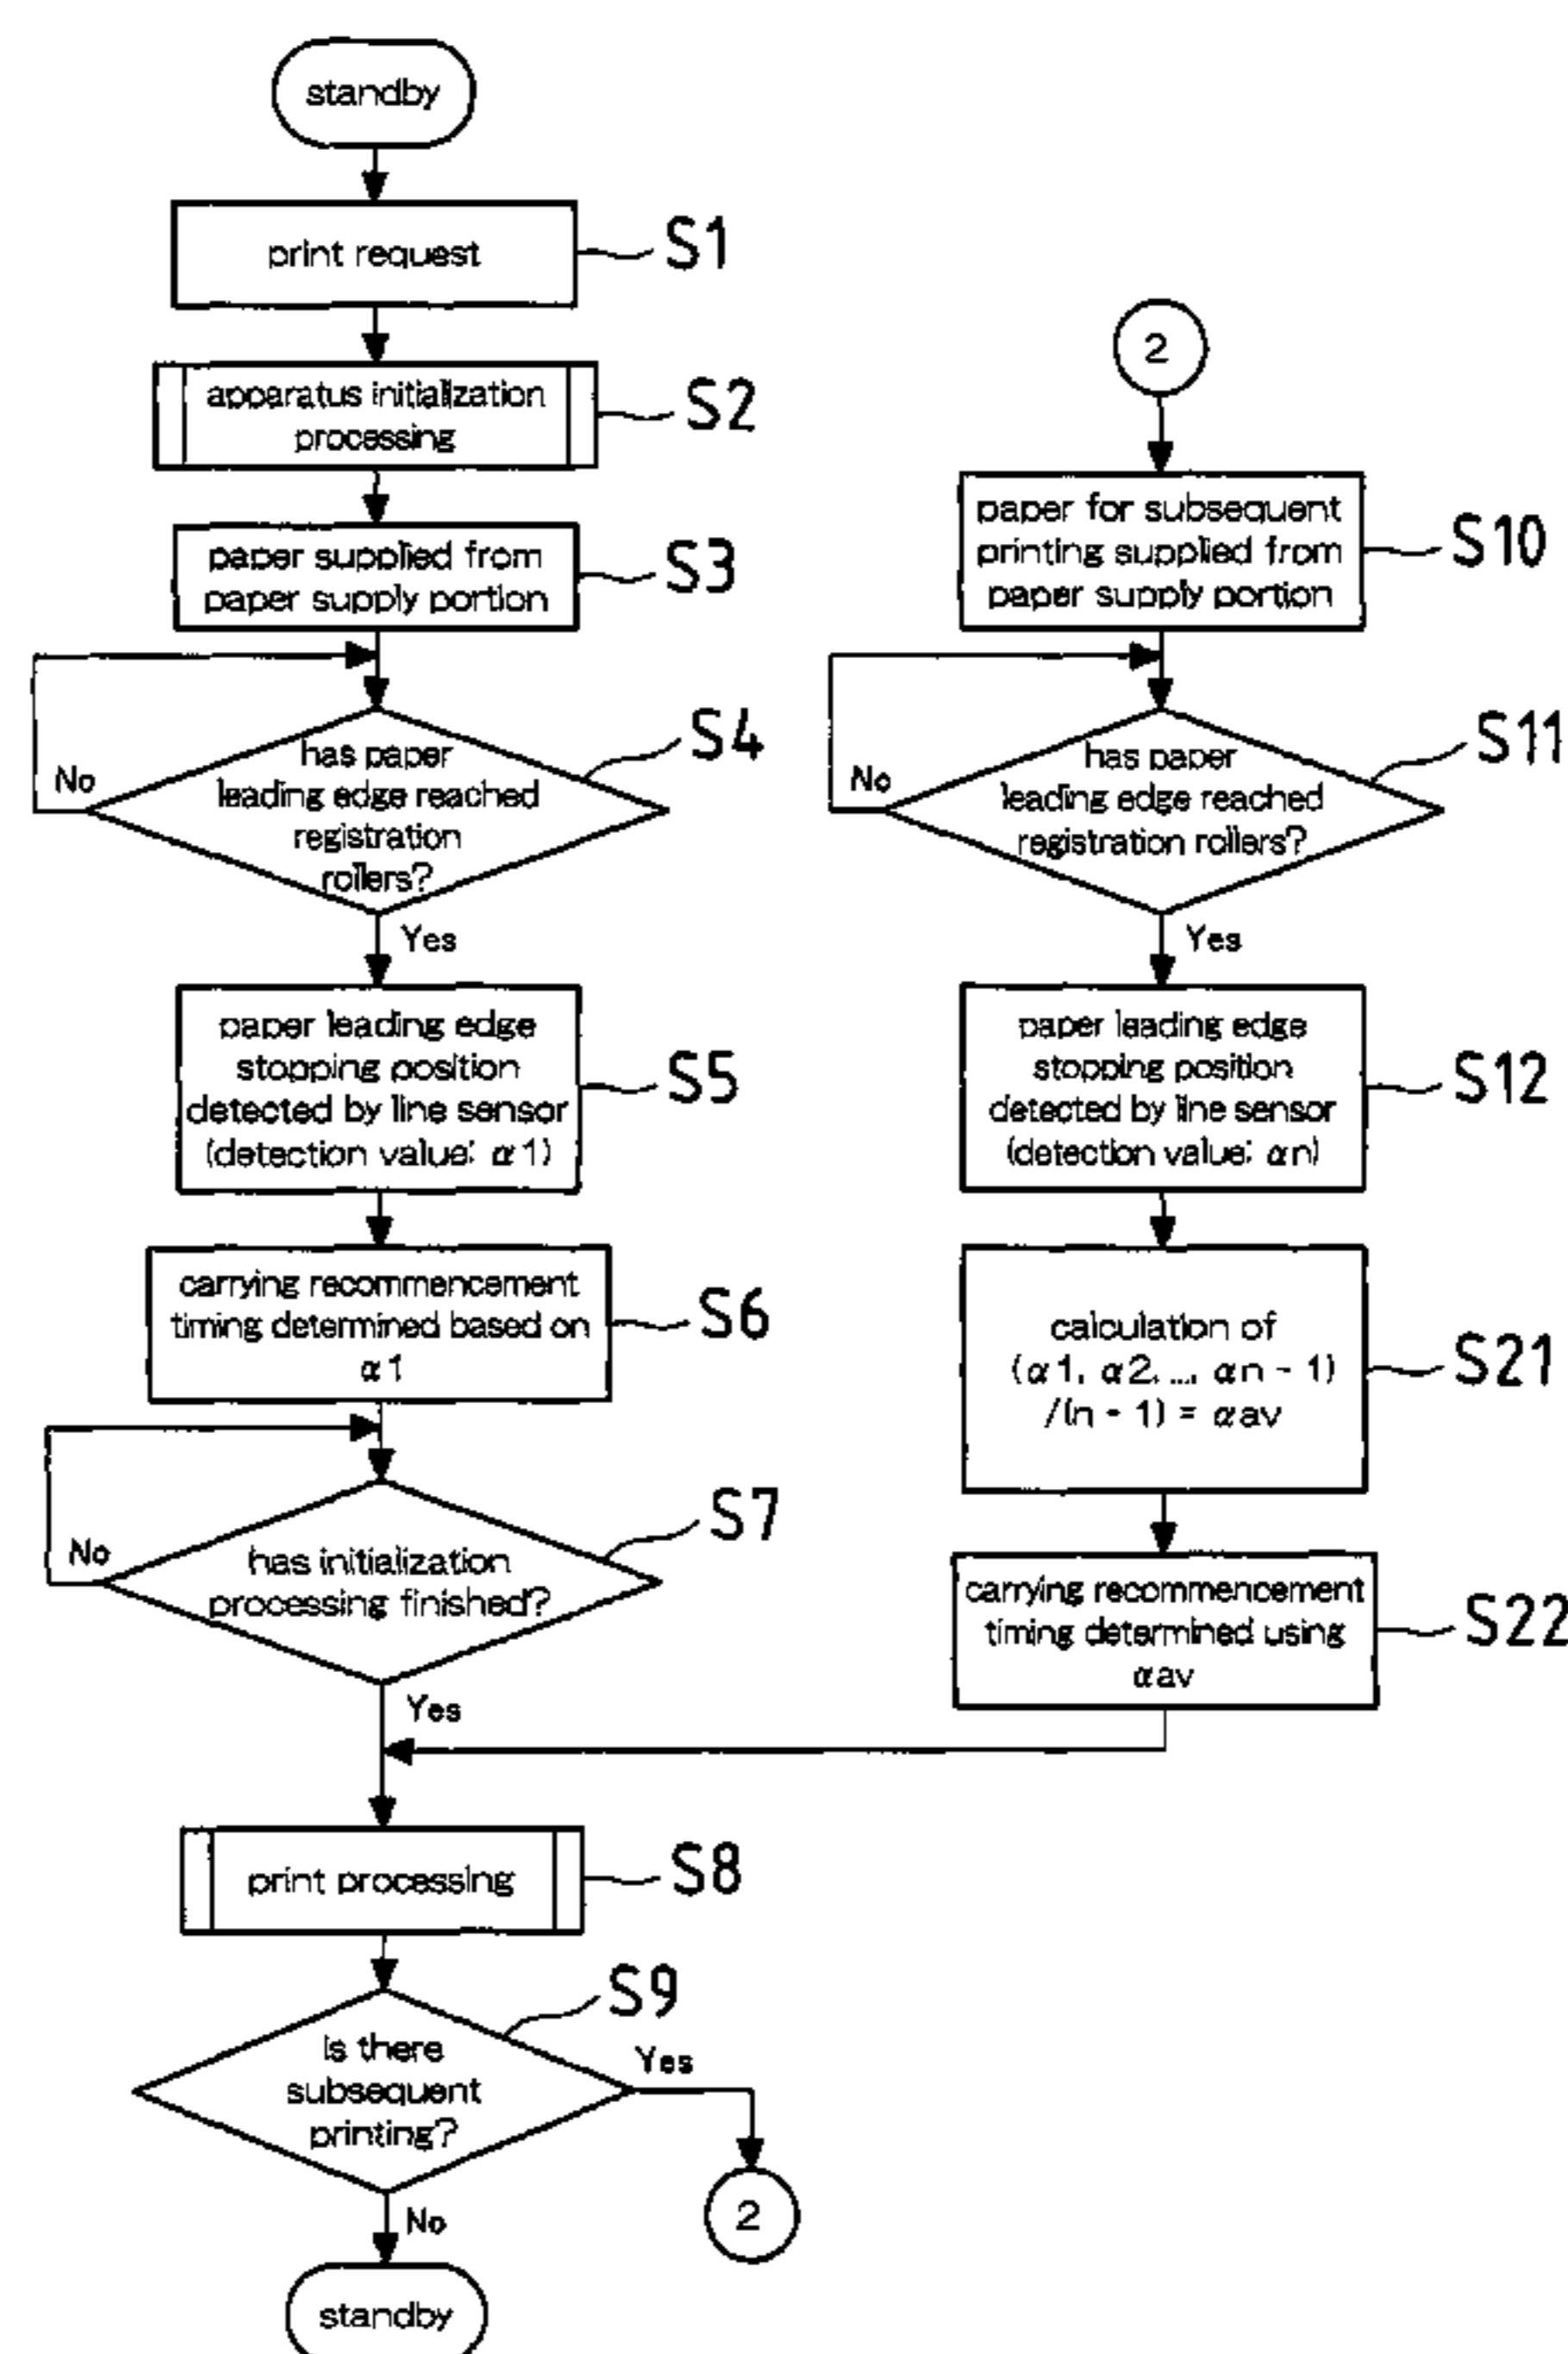 standby
print request
S1
apparatus initialization
processing
S2
paper supplied from
paper supply portion
S3
has paper
leading edge reached
registration
rollers?
S4
No
Yes
paper leading edge
stopping position
detected by line sensor
(detection value: α1)
S5
carrying recommencement
timing determined based on
α1
S6
has initialization
processing finished?
S7
No
Yes
print processing
S8
Is there
subsequent
printing?
S9
Yes
2
No
standby
2
paper for subsequent
printing supplied from
paper supply portion
S10
has paper
leading edge reached
registration rollers?
S11
No
Yes
paper leading edge
stopping position
detected by line sensor
(detection value: αn)
S12
calculation of
(α1, α2, ..., αn - 1)
/(n - 1) = αav
S21
carrying recommencement
timing determined using
αav
S22